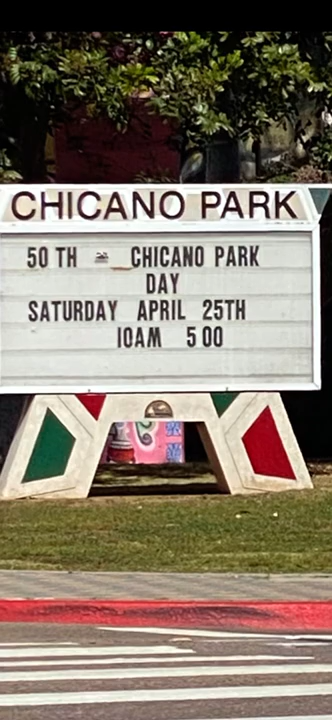 CHICANO PARK
50 TH CHICANO PARK
DAY
SATURDAY APRIL 25TH
10AM 5 00